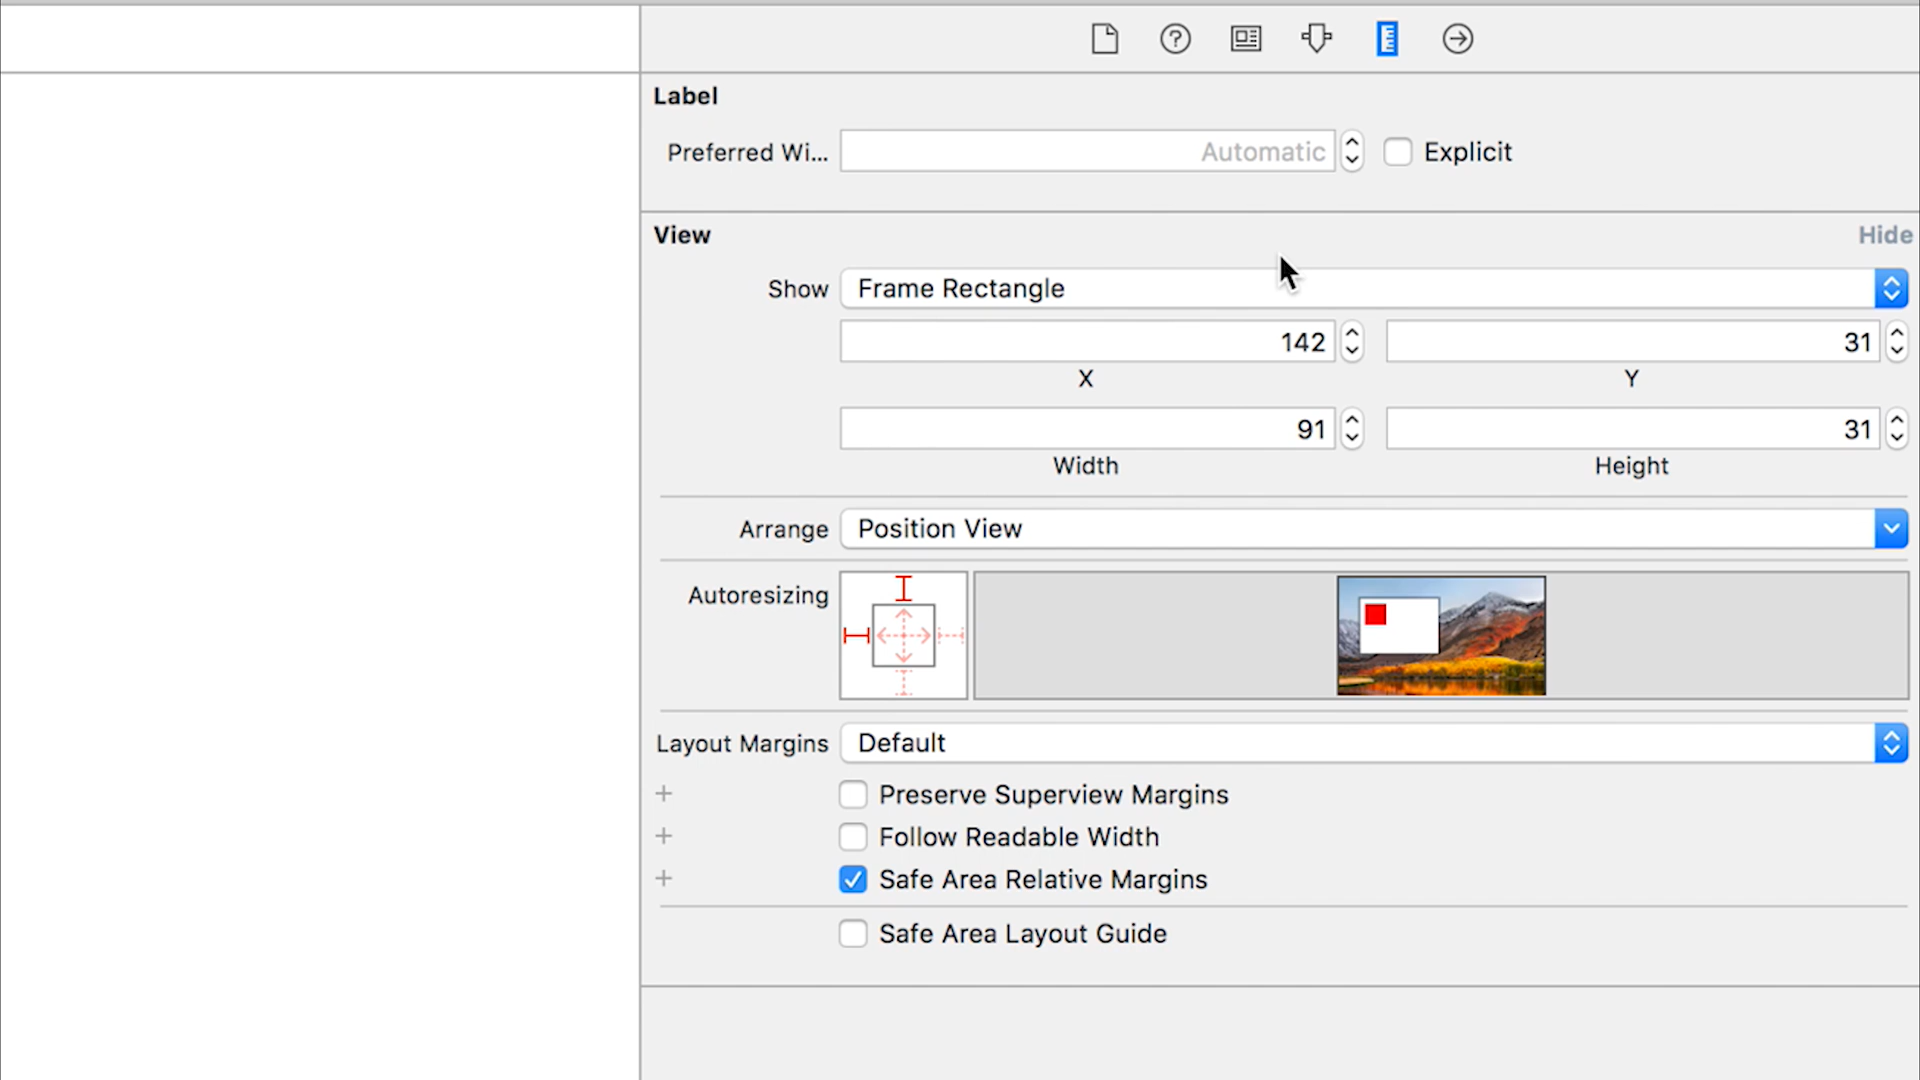 Label
Preferred Wi... Automatic Explicit
View Hide
Show Frame Rectangle
142 31
X Y
91 31
Width Height
Arrange Position View
Autoresizing
Layout Margins Default
+ Preserve Superview Margins
+ Follow Readable Width
+ Safe Area Relative Margins
Safe Area Layout Guide